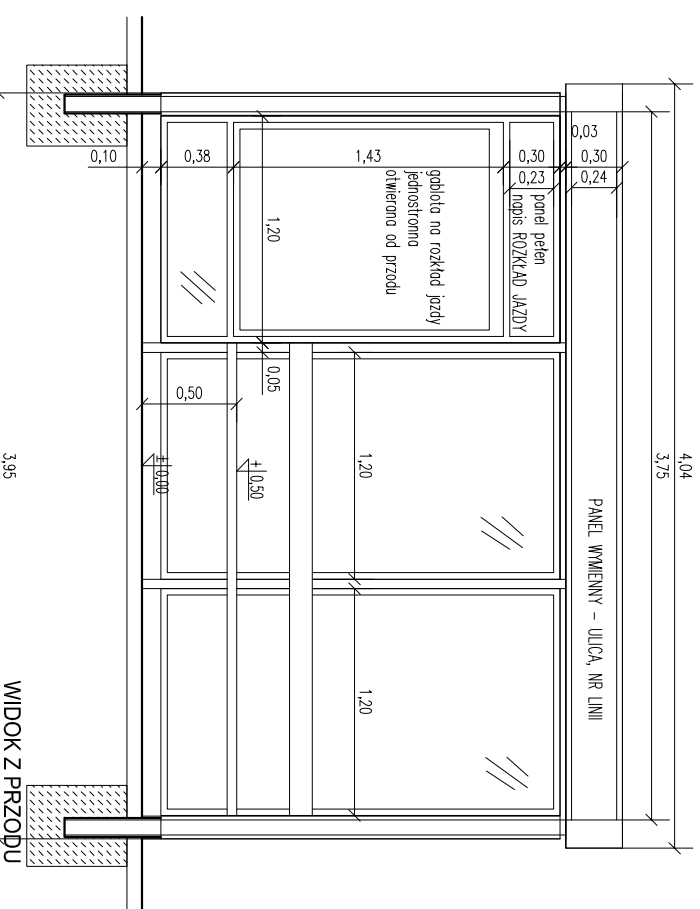 4,04
3,75
PANEL WYMIENNY – ULICA, NR LINII
0,03
0,30
0,24
0,30
0,23
panel pełen
napis ROZKŁAD JAZDY
1,43
gablota na rozkład jazdy
jednostronna
otwierana od przodu
1,20
1,20
1,20
0,05
0,38
0,10
0,50
+ 0,50
± 0,00
3,95
WIDOK Z PRZODU